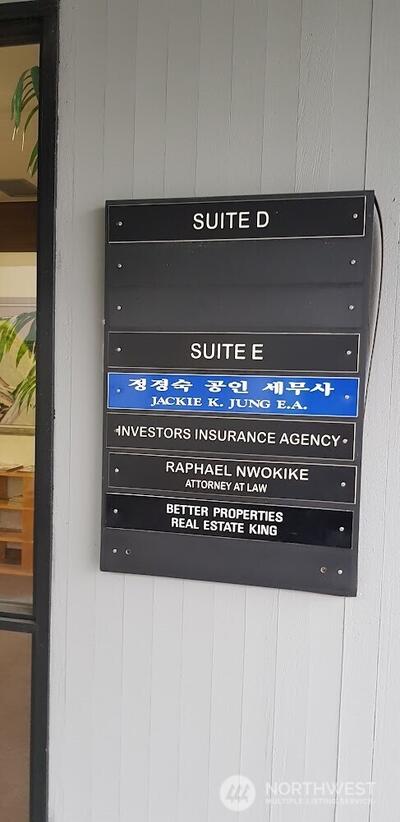 SUITE D
SUITE E
정정숙 공인 세무사
JACKIE K. JUNG E.A.
INVESTORS INSURANCE AGENCY
RAPHAEL NWOKIKE
ATTORNEY AT LAW
BETTER PROPERTIES
REAL ESTATE KING
NORTHWEST
MULTIPLE LISTING SERVICE